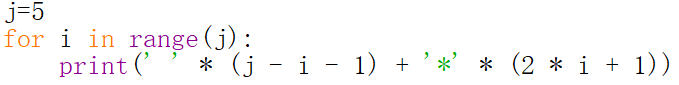 j=5
for i in range(j):
    print(' ' * (j - i - 1) + '*' * (2 * i + 1))